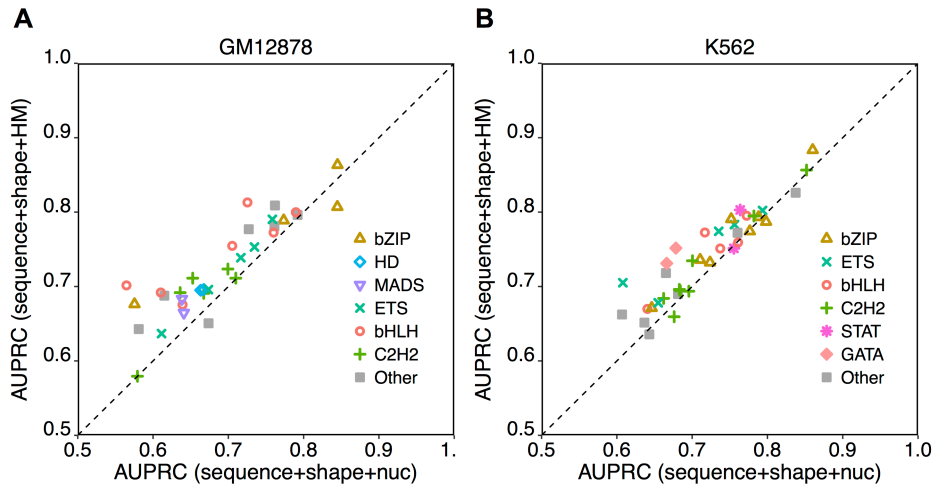 A
GM12878
AUPRC (sequence+shape+HM)
1.0
0.9
0.8
0.7
0.6
0.5
0.5 0.6 0.7 0.8 0.9 1.
AUPRC (sequence+shape+nuc)
bZIP
HD
MADS
ETS
bHLH
C2H2
Other
B
K562
AUPRC (sequence+shape+HM)
1.0
0.9
0.8
0.7
0.6
0.5
0.5 0.6 0.7 0.8 0.9 1.0
AUPRC (sequence+shape+nuc)
bZIP
ETS
bHLH
C2H2
STAT
GATA
Other